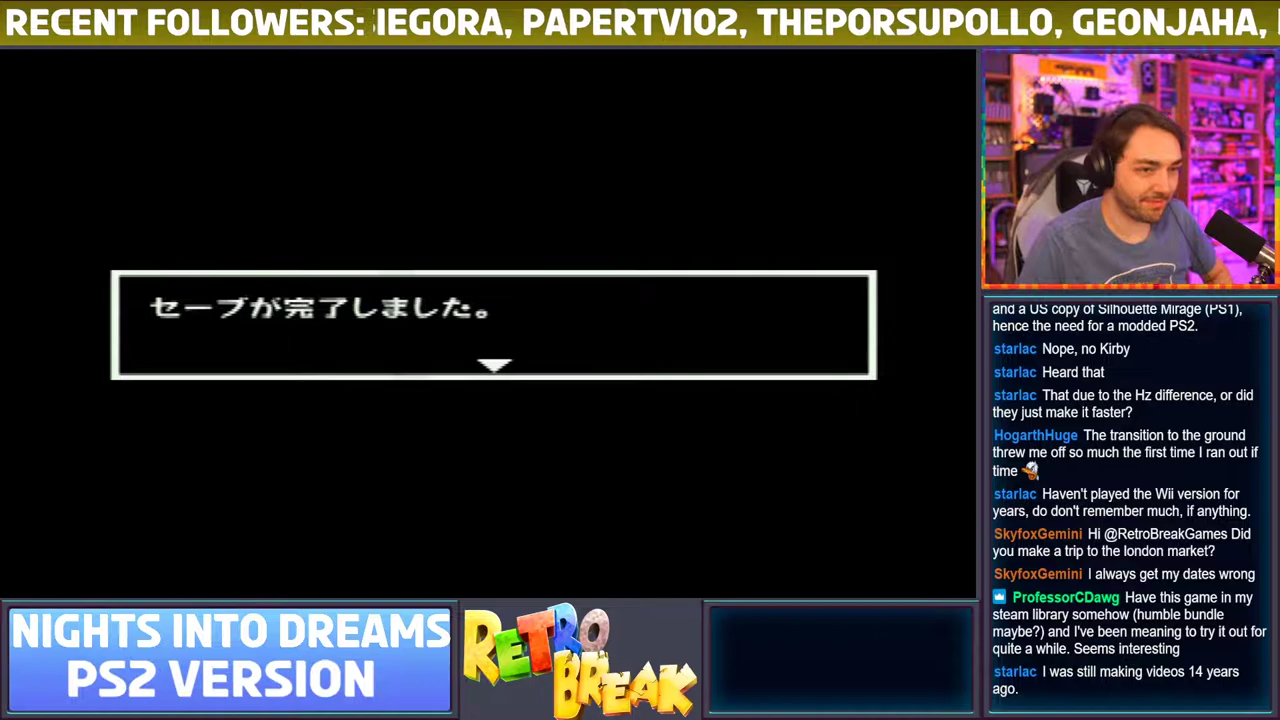 RECENT FOLLOWERS: IEGORA, PAPERTV102, THEPORSUPOLLO, GEONJAHA,
セーブが完了しました。
and a US copy of Silhouette Mirage (PS1),
hence the need for a modded PS2.
starlac Nope, no Kirby
starlac Heard that
starlac That due to the Hz difference, or did
they just make it faster?
HogarthHuge The transition to the ground
threw me off so much the first time I ran out if
time
starlac Haven't played the Wii version for
years, do don't remember much, if anything.
SkyfoxGemini Hi @RetroBreakGames Did
you make a trip to the london market?
SkyfoxGemini I always get my dates wrong
ProfessorCDawg Have this game in my
steam library somehow (humble bundle
maybe?) and I've been meaning to try it out for
quite a while. Seems interesting
starlac I was still making videos 14 years
ago.
NIGHTS INTO DREAMS
PS2 VERSION
RETRO
BREAK